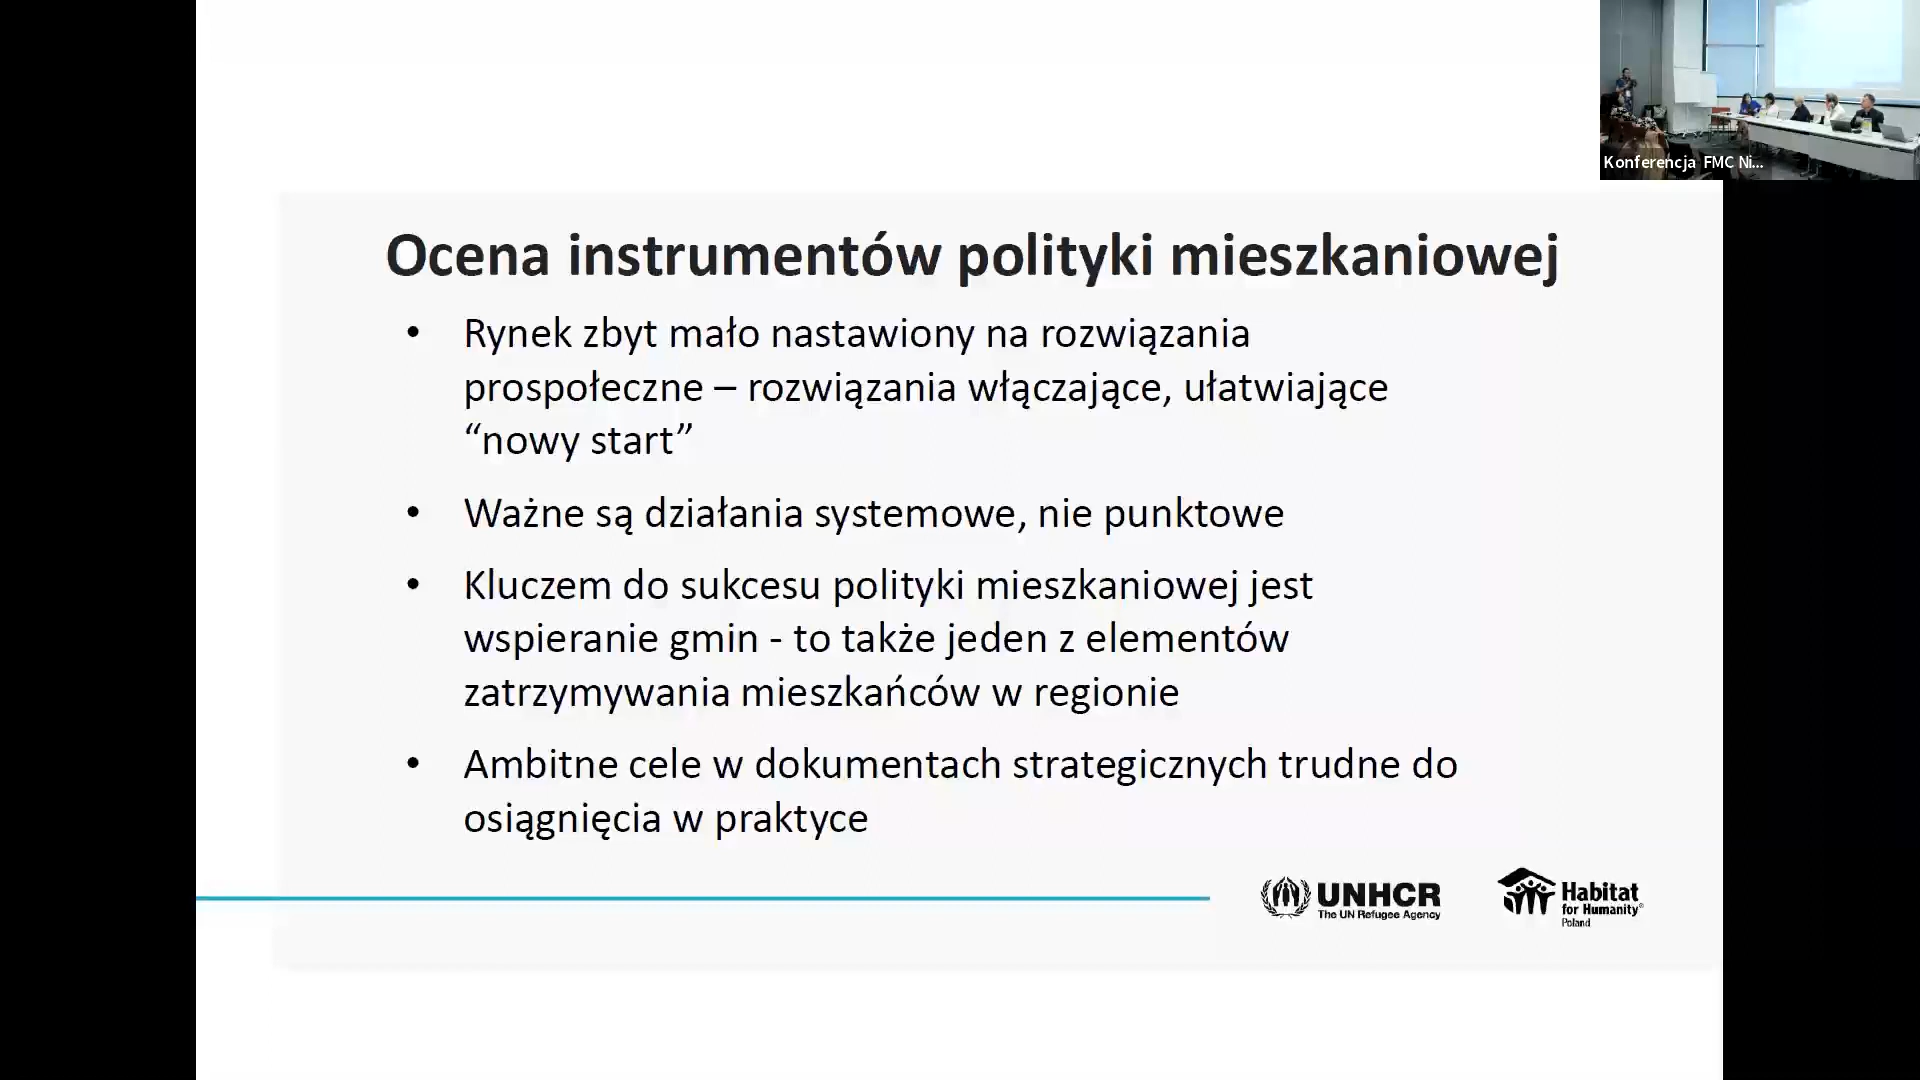 Konferencja FMC Ni...
Ocena instrumentów polityki mieszkaniowej
• Rynek zbyt mało nastawiony na rozwiązania
prospołeczne – rozwiązania włączające, ułatwiające
“nowy start”
• Ważne są działania systemowe, nie punktowe
• Kluczem do sukcesu polityki mieszkaniowej jest
wspieranie gmin - to także jeden z elementów
zatrzymywania mieszkańców w regionie
• Ambitne cele w dokumentach strategicznych trudne do
osiągnięcia w praktyce
UNHCR
The UN Refugee Agency
Habitat
for Humanity®
Poland